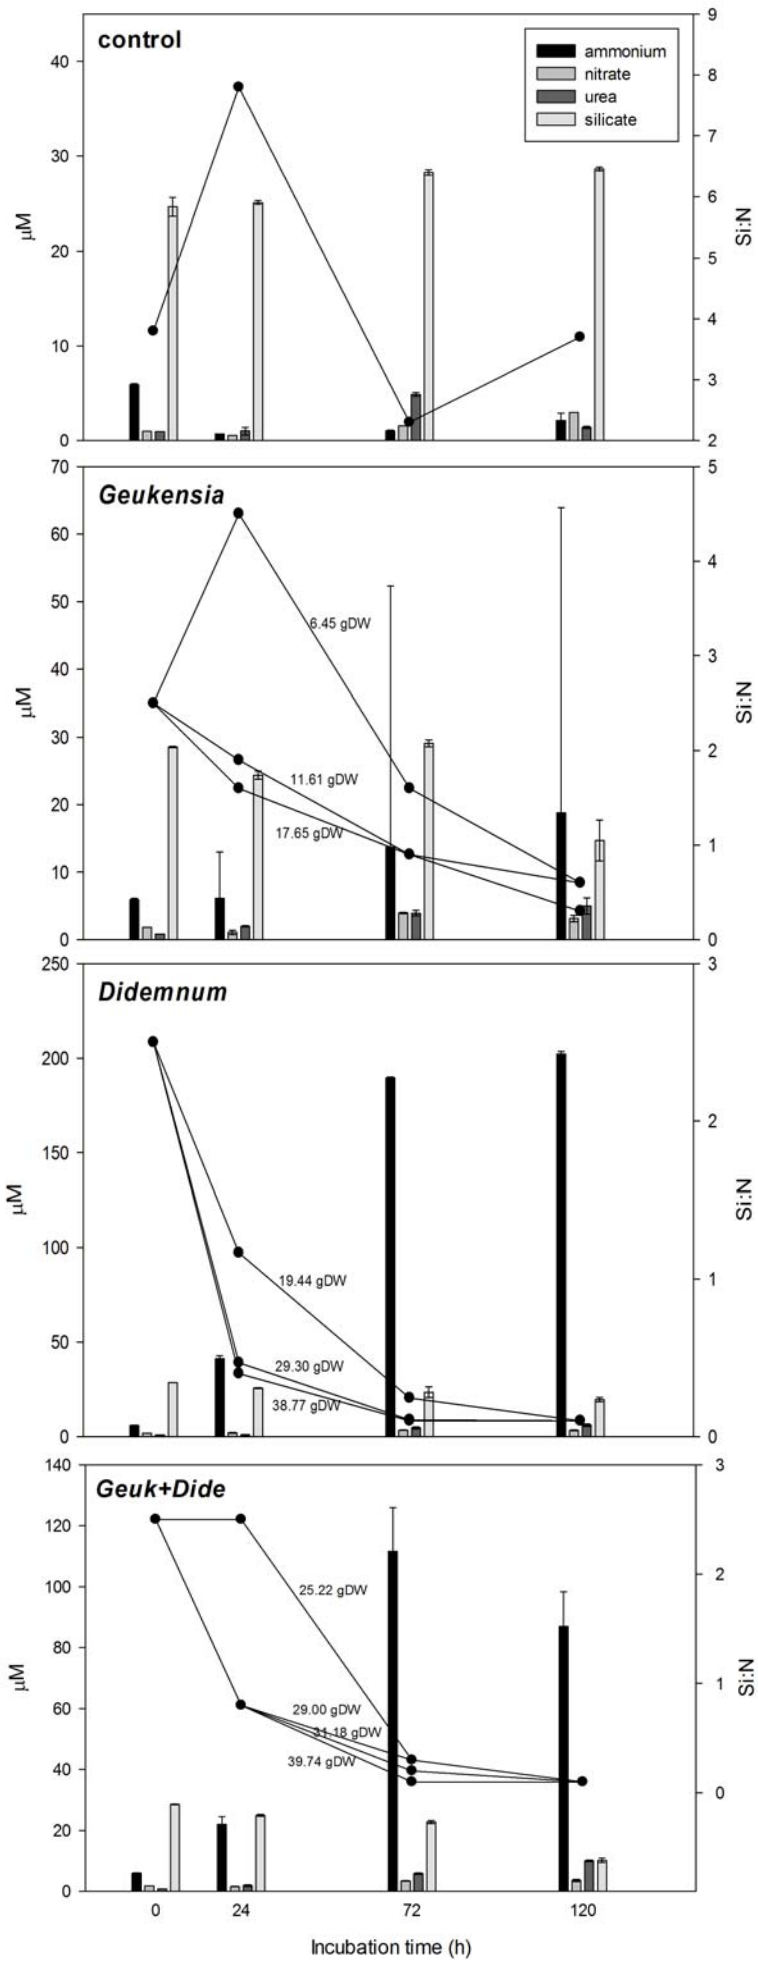 control
ammonium
nitrate
urea
silicate
40
30
20
10
0
µM
9
8
7
6
5
4
3
2
Si:N
Geukensia
70
60
50
40
30
20
10
0
µM
6.45 gDW
11.61 gDW
17.65 gDW
5
4
3
2
1
0
Si:N
Didemnum
250
200
150
100
50
0
µM
19.44 gDW
29.30 gDW
38.77 gDW
3
2
1
0
Si:N
Geuk+Dide
140
120
100
80
60
40
20
0
µM
25.22 gDW
29.00 gDW
31.18 gDW
39.74 gDW
3
2
1
0
Si:N
0 24 72 120
Incubation time (h)